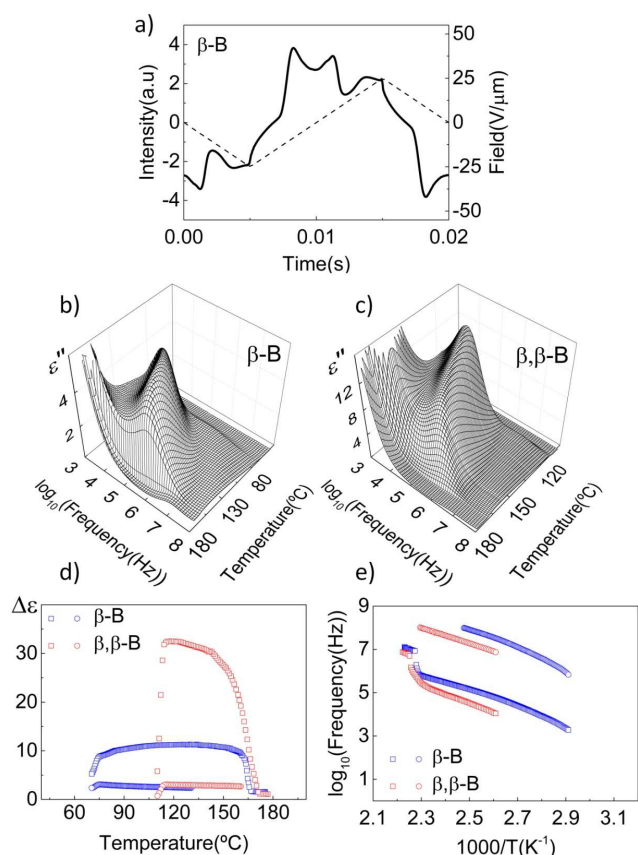 a)
β-B
Intensity(a.u)
4
2
0
-2
-4
Field(V/μm)
50
25
0
-25
-50
0.00 0.01 0.02
Time(s)
b)
β-B
ε''
4
2
3 4 5 6 7 8
log₁₀(Frequency(Hz))
180 130 80
Temperature(ºC)
c)
β,β-B
ε''
12
8
4
3 4 5 6 7 8
log₁₀(Frequency(Hz))
180 150 120
Temperature(ºC)
d)
Δε
β-B
β,β-B
30
20
10
0
60 90 120 150 180
Temperature(ºC)
e)
log₁₀(Frequency(Hz))
9
7
5
3
1
β-B
β,β-B
2.1 2.3 2.5 2.7 2.9 3.1
1000/T(K⁻¹)